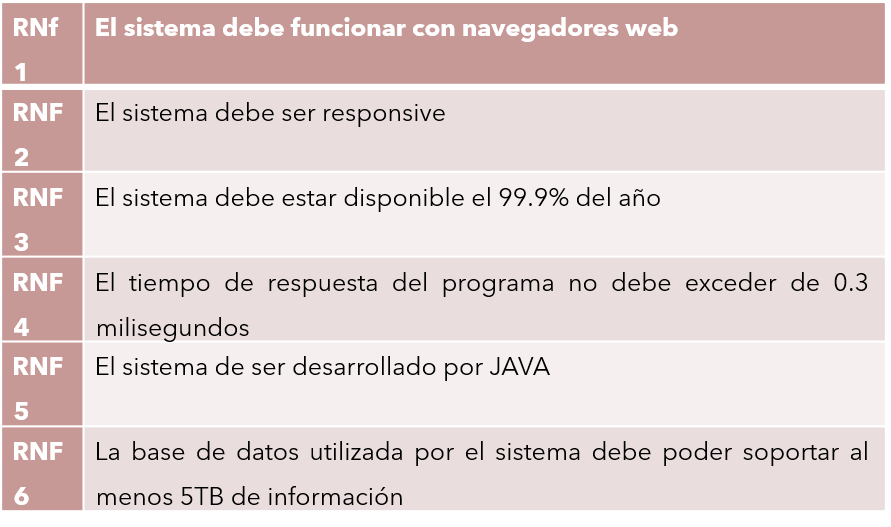 RNf El sistema debe funcionar con navegadores web
1
RNF El sistema debe ser responsive
2
RNF El sistema debe estar disponible el 99.9% del año
3
RNF El tiempo de respuesta del programa no debe exceder de 0.3
4 milisegundos
RNF El sistema de ser desarrollado por JAVA
5
RNF La base de datos utilizada por el sistema debe poder soportar al
6 menos 5TB de información